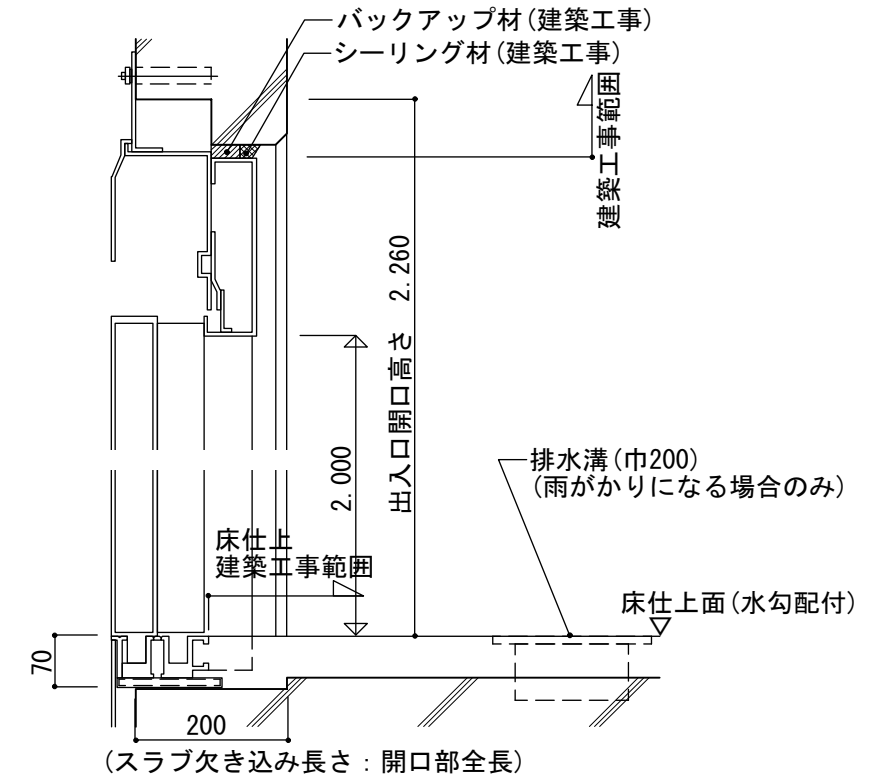 バックアップ材(建築工事)
シーリング材(建築工事)
建築工事範囲
出入口開口高さ 2.260
2.000
排水溝(巾200)
(雨がかりになる場合のみ)
床仕上
建築工事範囲
床仕上面(水勾配付)
70
200
(スラブ欠き込み長さ:開口部全長)